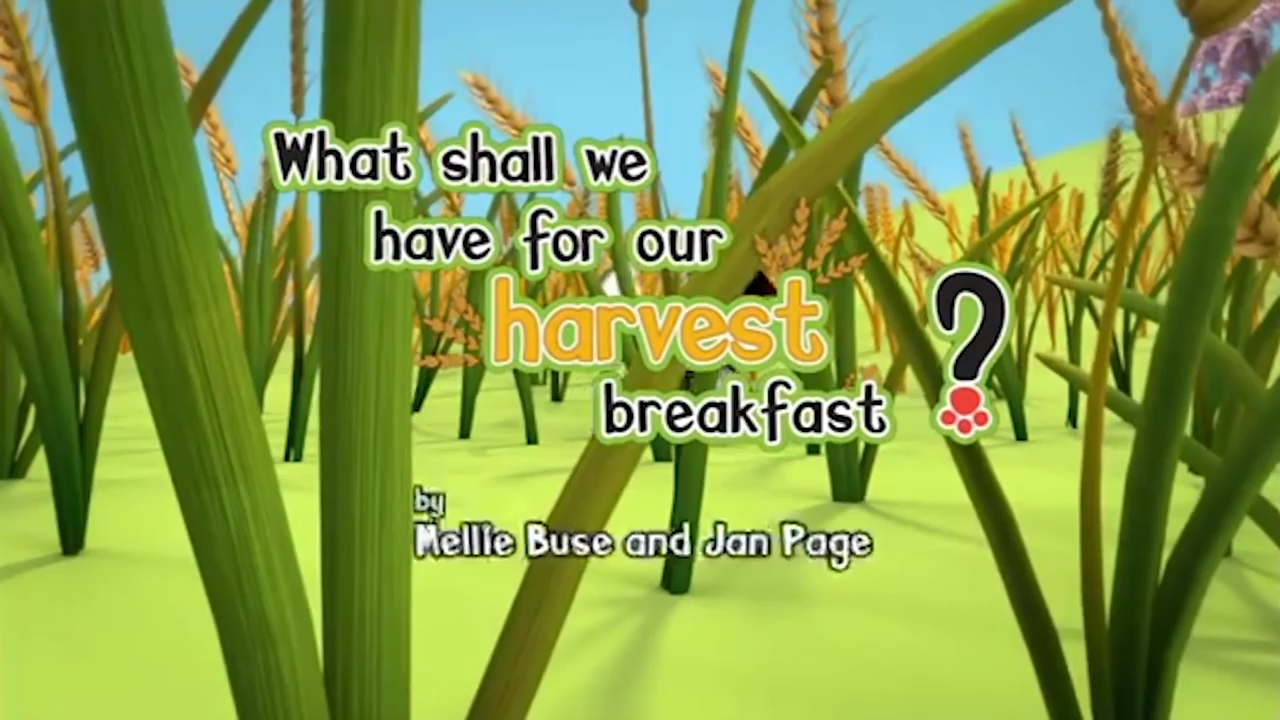 What shall we
have for our
harvest
breakfast ?
by
Mellie Buse and Jan Page